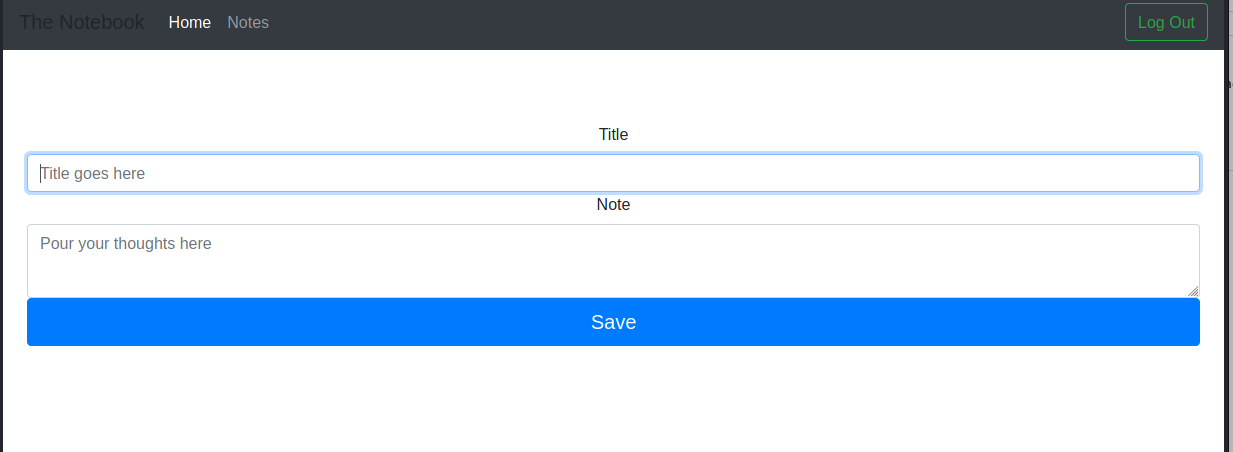 The Notebook Home Notes Log Out
Title
Title goes here
Note
Pour your thoughts here
Save